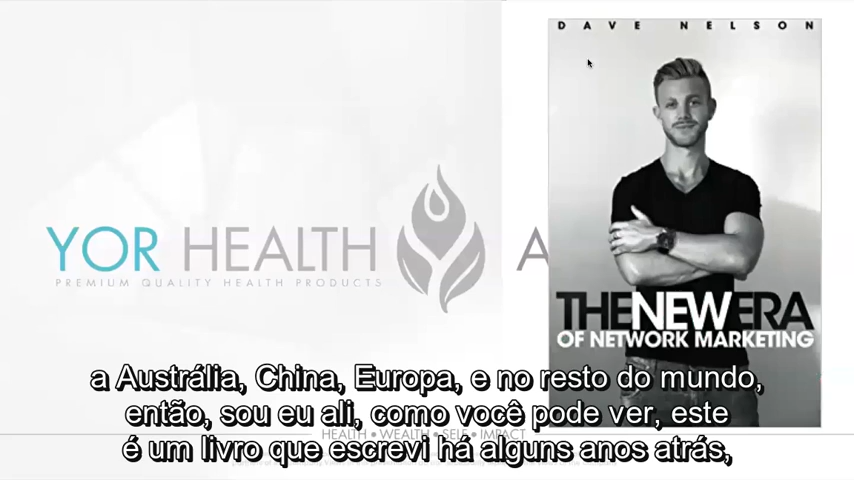 DAVE NELSON
YOR HEALTH
PREMIUM QUALITY HEALTH PRODUCTS
A
THE NEW ERA
OF NETWORK MARKETING
a Austrália, China, Europa, e no resto do mundo,
então, sou eu ali, como você pode ver, este
HEALTH • WEALTH • SELF • IMPACT
é um livro que escrevi há alguns anos atrás,